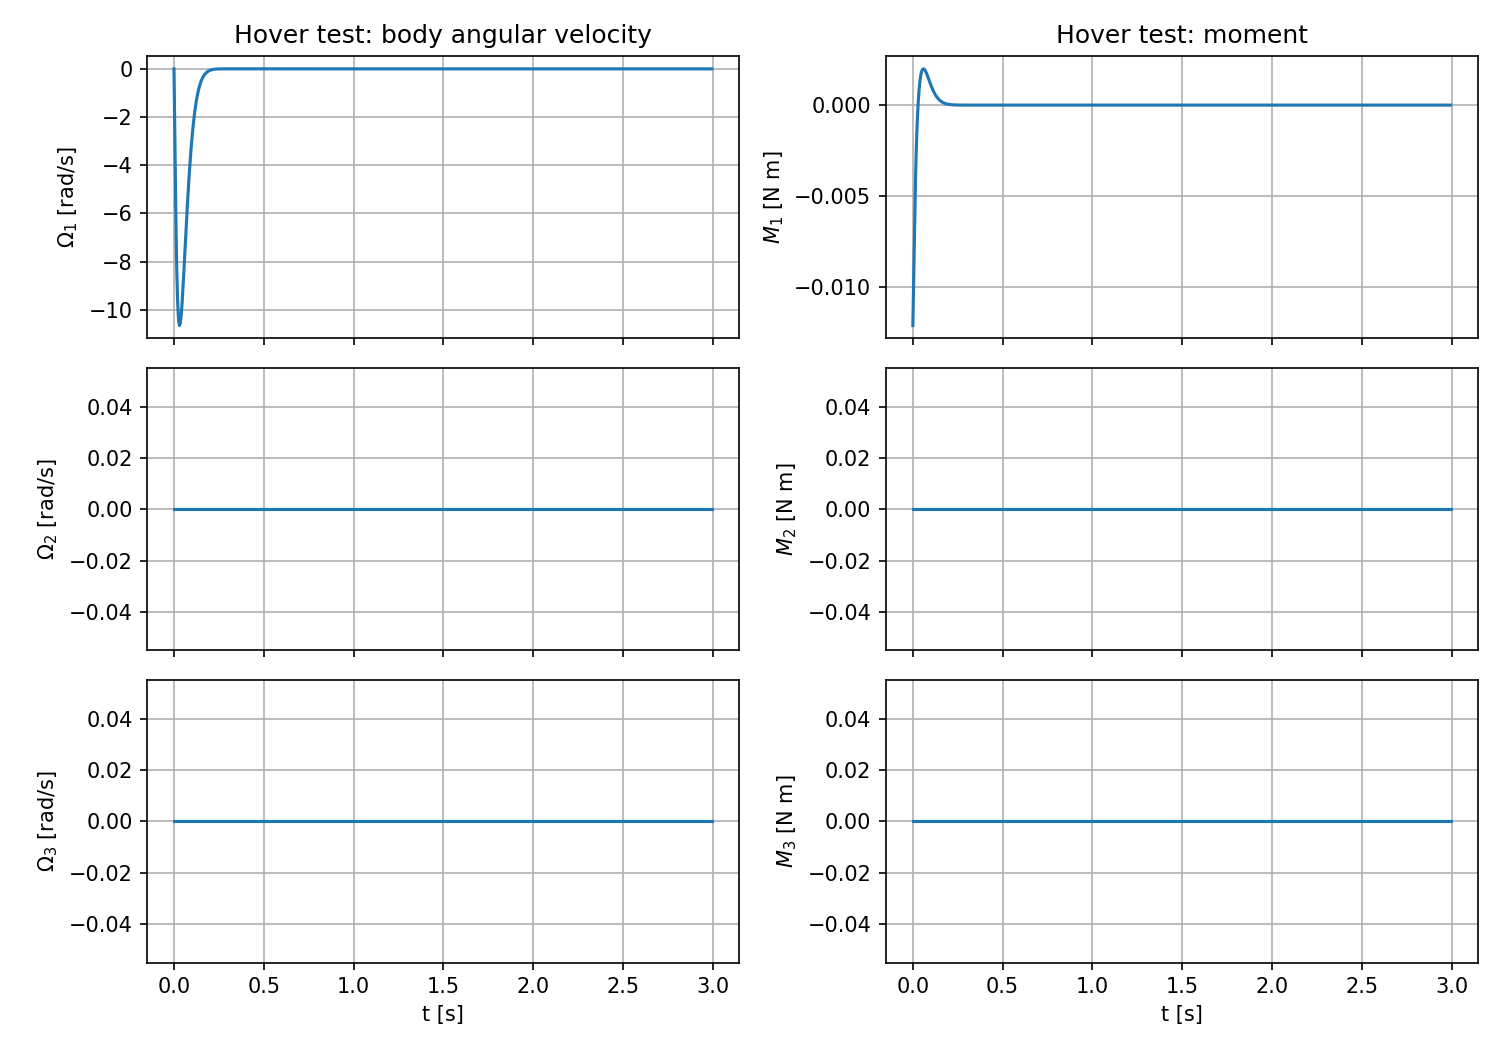 Hover test: body angular velocity
Hover test: moment
Ω₁ [rad/s]
0
−2
−4
−6
−8
−10
M₁ [N m]
0.000
−0.005
−0.010
Ω₂ [rad/s]
0.04
0.02
0.00
−0.02
−0.04
M₂ [N m]
0.04
0.02
0.00
−0.02
−0.04
Ω₃ [rad/s]
0.04
0.02
0.00
−0.02
−0.04
0.0 0.5 1.0 1.5 2.0 2.5 3.0
t [s]
M₃ [N m]
0.04
0.02
0.00
−0.02
−0.04
0.0 0.5 1.0 1.5 2.0 2.5 3.0
t [s]